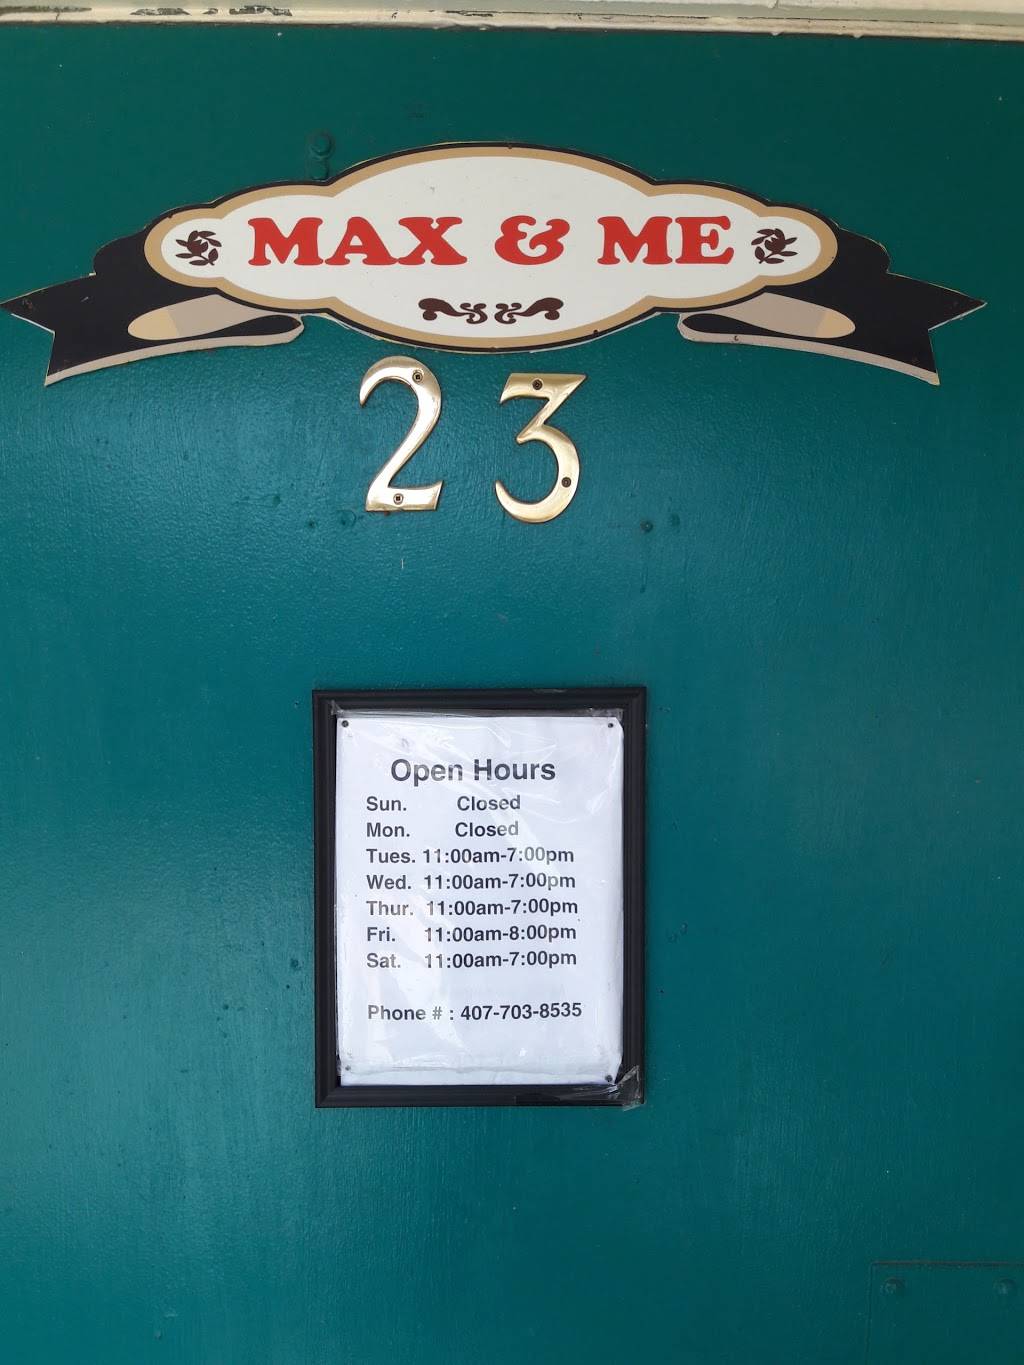 MAX & ME
23
Open Hours
Sun. Closed
Mon. Closed
Tues. 11:00am-7:00pm
Wed. 11:00am-7:00pm
Thur. 11:00am-7:00pm
Fri. 11:00am-8:00pm
Sat. 11:00am-7:00pm
Phone # : 407-703-8535